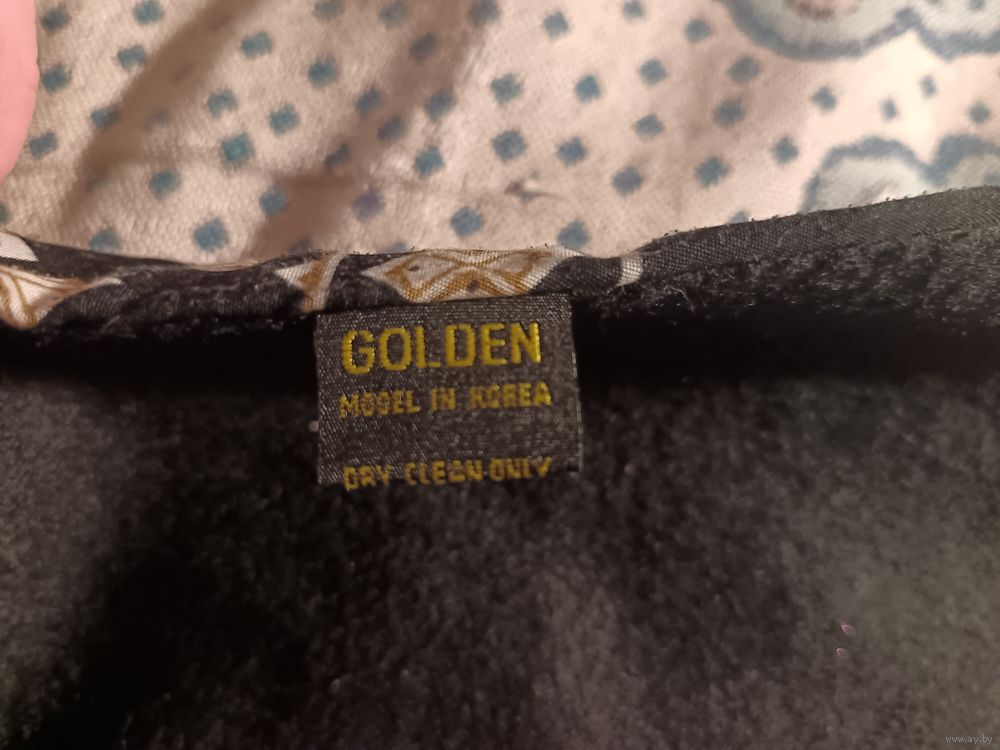 GOLDEN
MODEL IN KOREA
DRY CLEAN-ONLY
www.ay.by